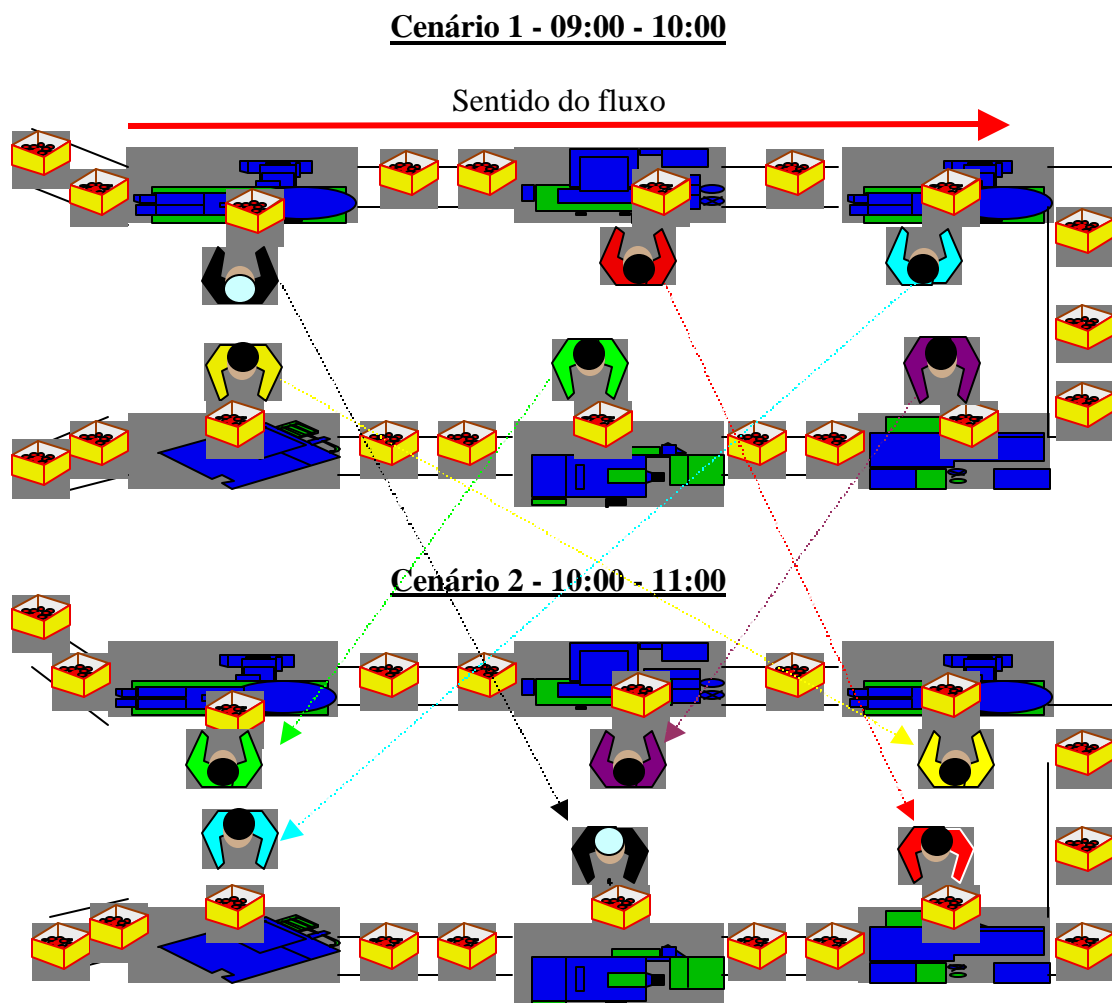 Cenário 1 - 09:00 - 10:00
Sentido do fluxo
Cenário 2 - 10:00 - 11:00